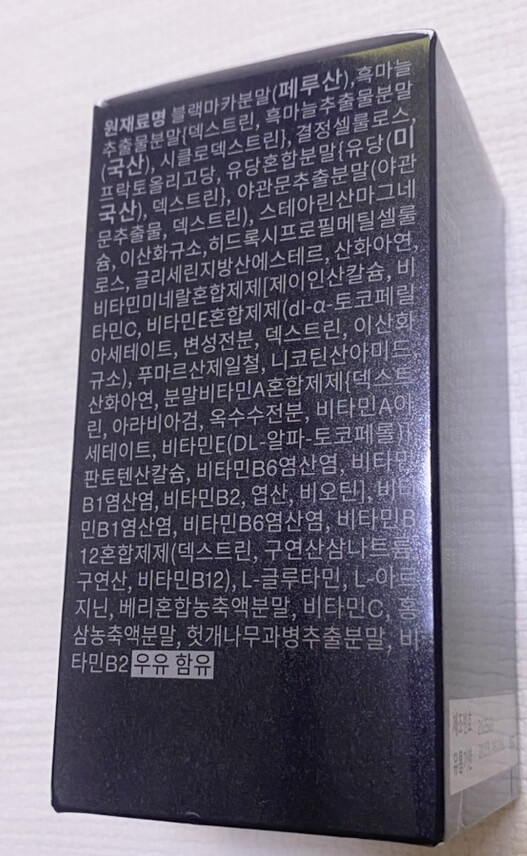 원재료명 블랙마카분말(페루산),흑마늘
추출물분말{덱스트린, 흑마늘추출물분말
(국산), 시클로덱스트린}, 결정셀룰로스,
프락토올리고당, 유당혼합분말{유당(미
국산), 덱스트린}, 야관문추출분말(야관
문추출물, 덱스트린), 스테아린산마그네
슘, 이산화규소,히드록시프로필메틸셀룰
로스, 글리세린지방산에스테르, 산화아연,
비타민미네랄혼합제제[제이인산칼슘, 비
타민C, 비타민E혼합제제(dl-α-토코페릴
아세테이트, 변성전분, 덱스트린, 이산화
규소), 푸마르산제일철, 니코틴산아미드,
산화아연, 분말비타민A혼합제제{덱스트
린, 아라비아검, 옥수수전분, 비타민A아
세테이트, 비타민E(DL-알파-토코페롤)}
판토텐산칼슘, 비타민B6염산염, 비타민
B1염산염, 비타민B2, 엽산, 비오틴], 비타
민B1염산염, 비타민B6염산염, 비타민B
12혼합제제(덱스트린, 구연산삼나트륨,
구연산, 비타민B12), L-글루타민, L-아르
지닌, 베리혼합농축액분말, 비타민C, 홍
삼농축액분말, 헛개나무과병추출분말, 비
타민B2 우유 함유
제조번호
유통기한